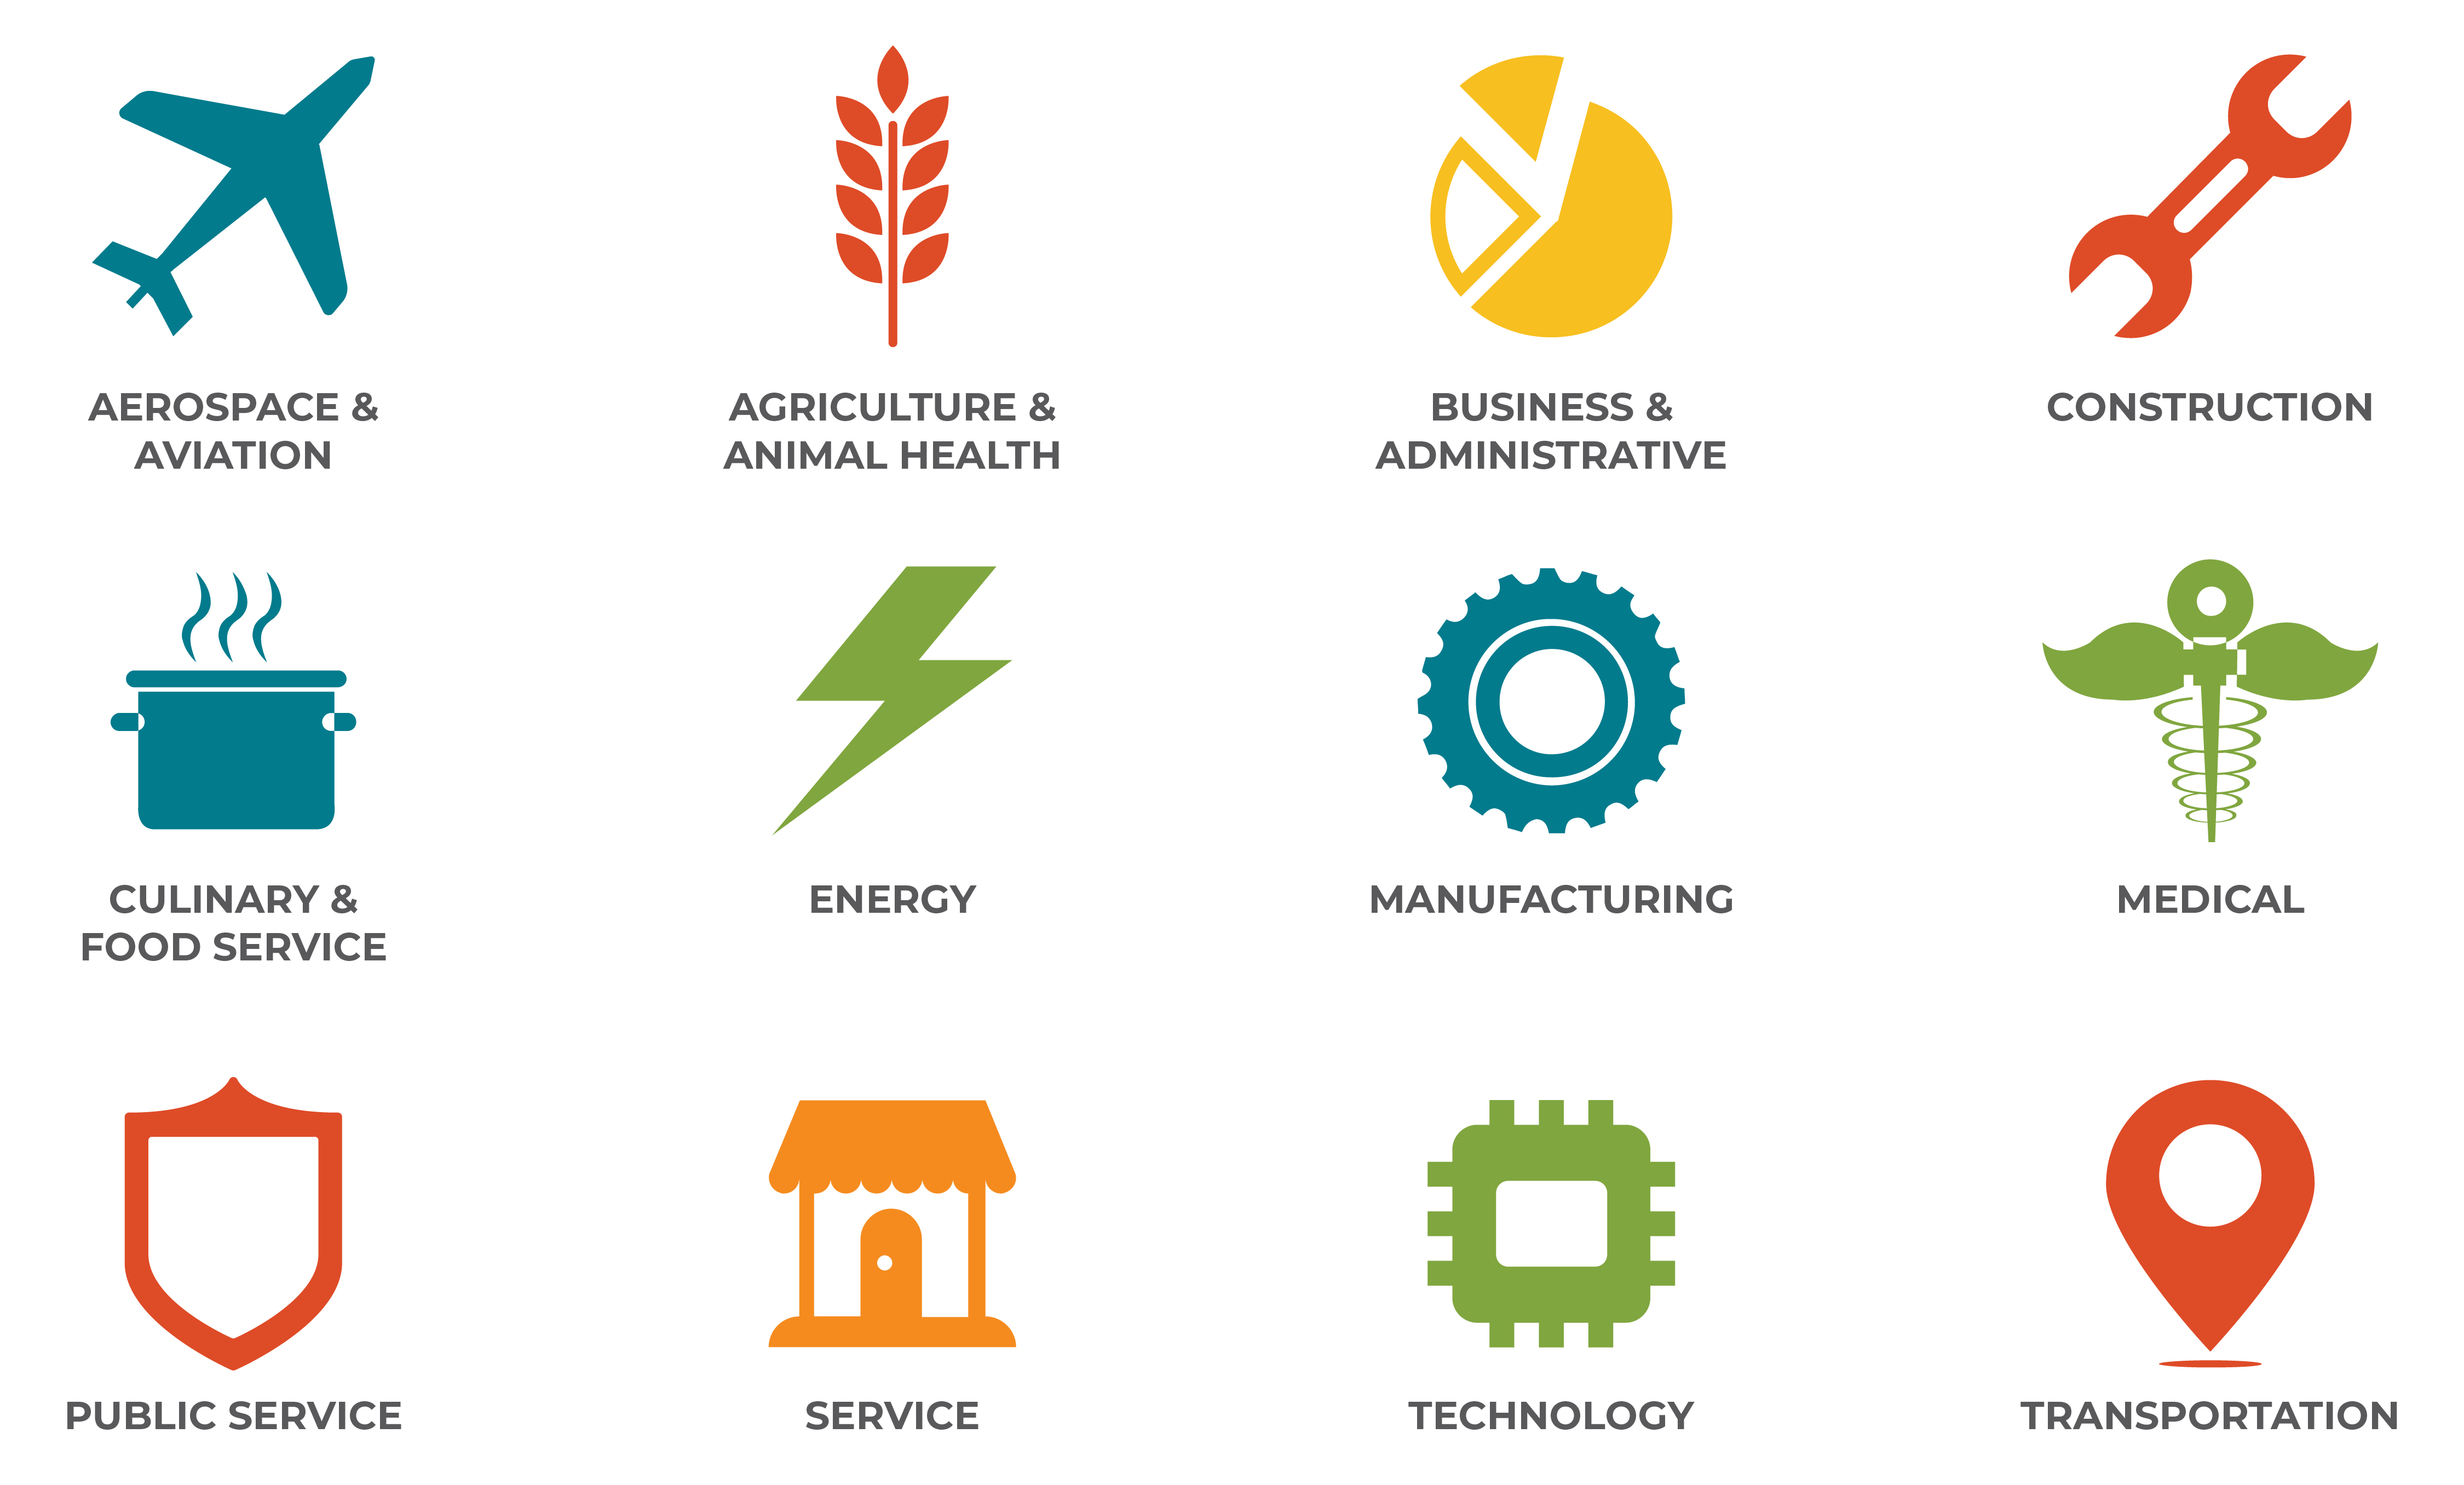 AEROSPACE &
AVIATION
AGRICULTURE &
ANIMAL HEALTH
BUSINESS &
ADMINISTRATIVE
CONSTRUCTION
CULINARY &
FOOD SERVICE
ENERGY
MANUFACTURING
MEDICAL
PUBLIC SERVICE
SERVICE
TECHNOLOGY
TRANSPORTATION